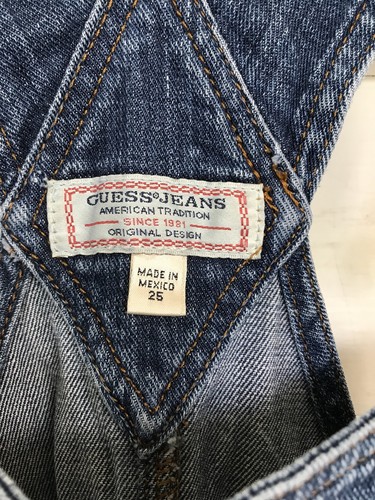 GUESS®JEANS
AMERICAN TRADITION
SINCE 1981
ORIGINAL DESIGN
MADE IN
MEXICO
25